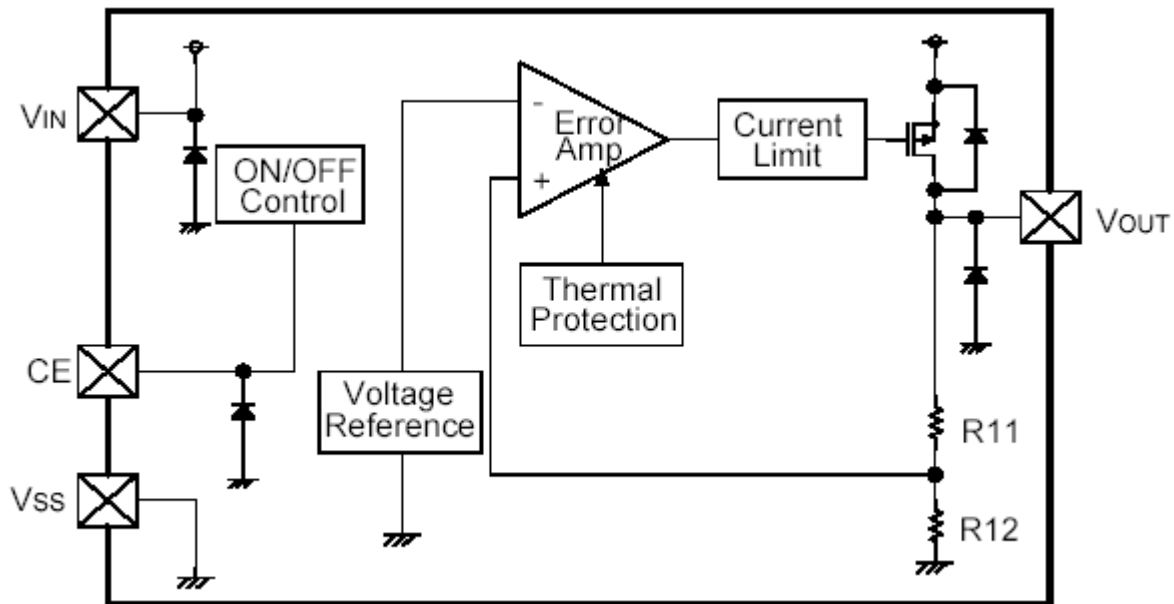 VIN
ON/OFF
Control
CE
VSS
-
Error
Amp
+
Thermal
Protection
Voltage
Reference
Current
Limit
VOUT
R11
R12